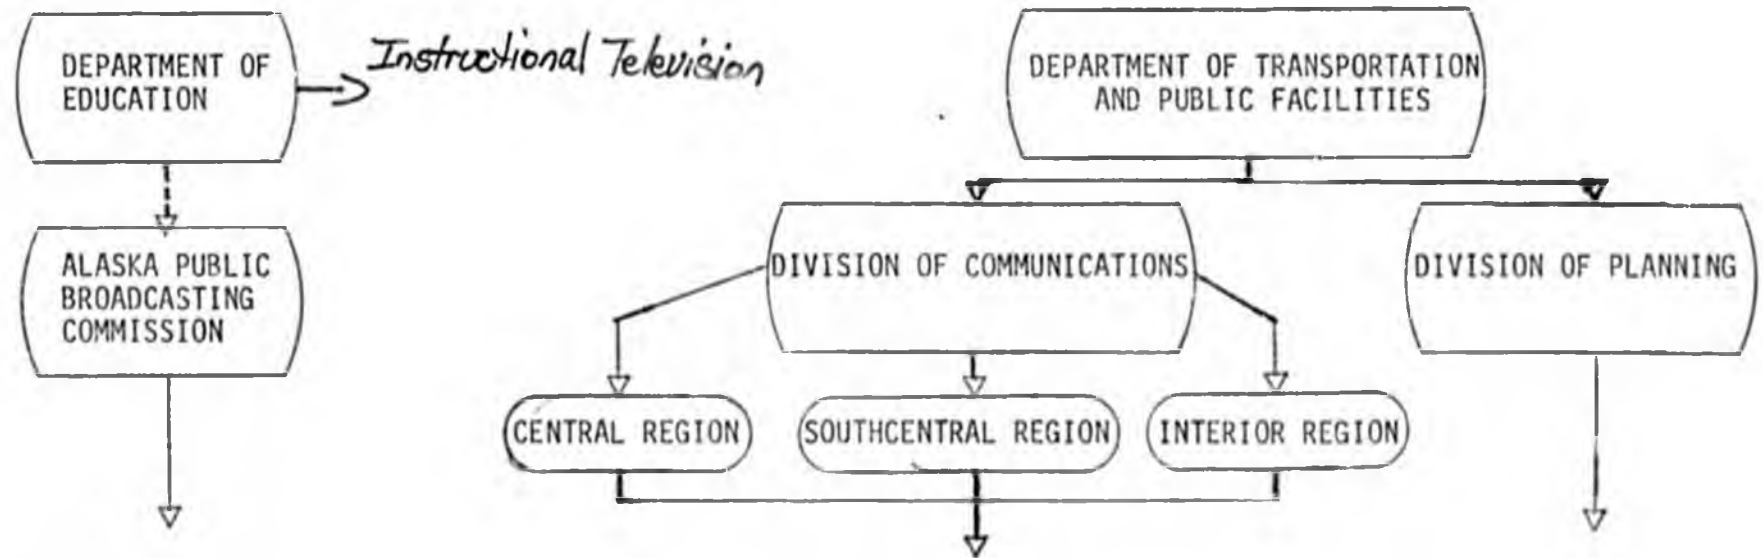 DEPARTMENT OF
EDUCATION
Instructional Television
DEPARTMENT OF TRANSPORTATION
AND PUBLIC FACILITIES
ALASKA PUBLIC
BROADCASTING
COMMISSION
DIVISION OF COMMUNICATIONS
DIVISION OF PLANNING
CENTRAL REGION
SOUTHCENTRAL REGION
INTERIOR REGION